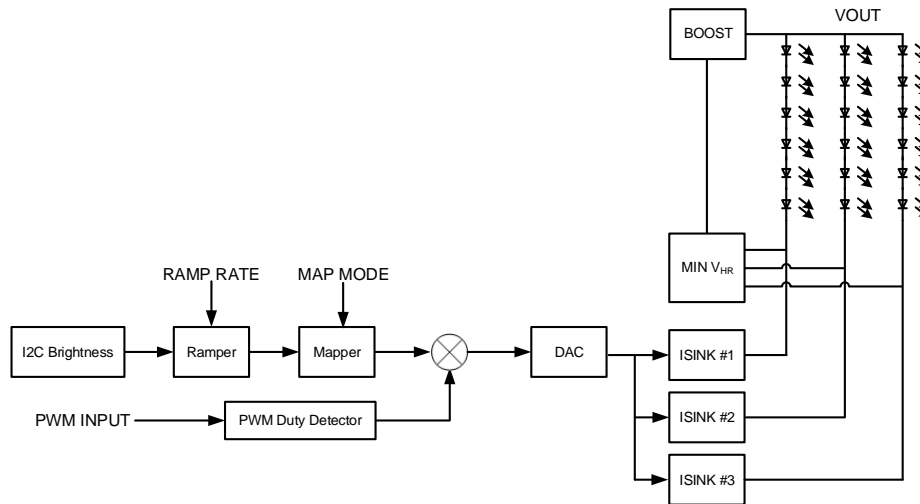 VOUT
BOOST
MIN VHR
RAMP RATE
MAP MODE
I2C Brightness
Ramper
Mapper
DAC
ISINK #1
PWM INPUT
PWM Duty Detector
ISINK #2
ISINK #3